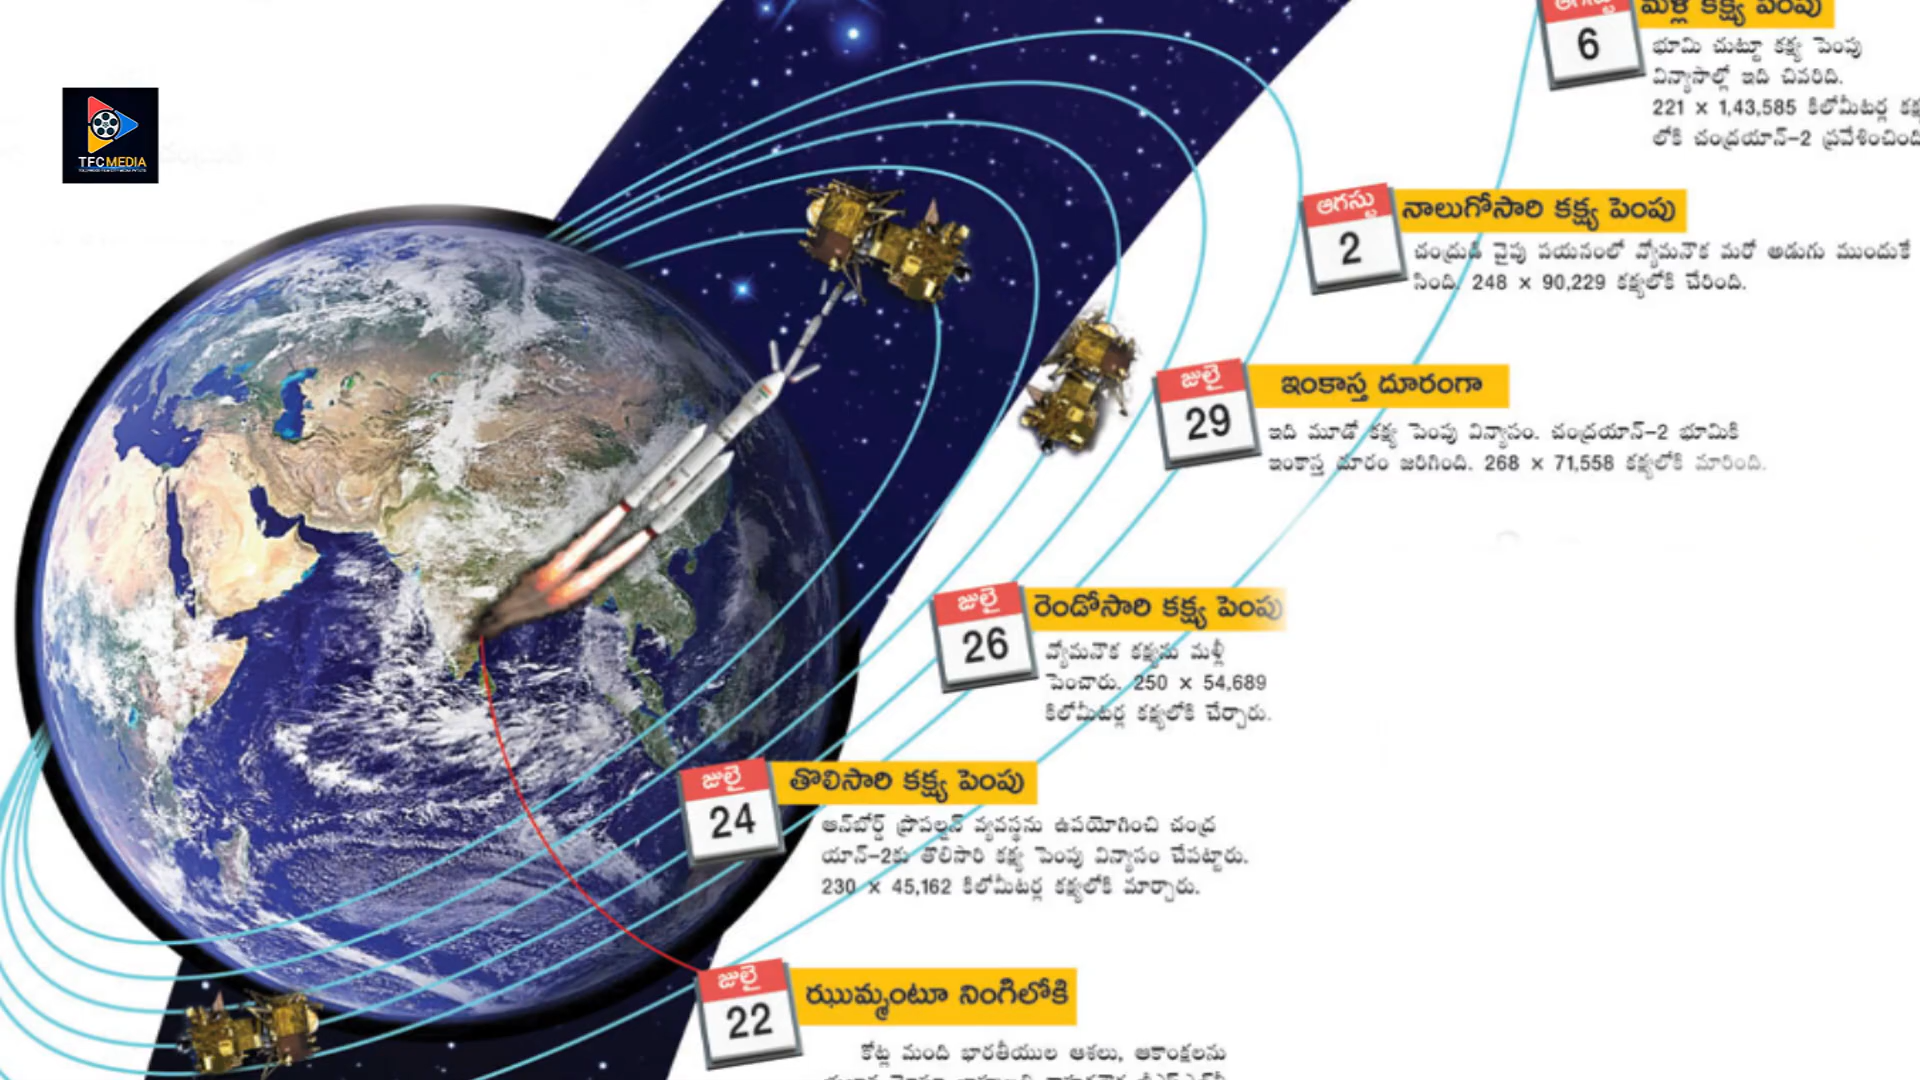 TFC MEDIA
ఆగస్టు
6
మళ్లీ కక్ష్య పెంపు
భూమి చుట్టూ కక్ష్య పెంపు
విన్యాసాల్లో ఇది చివరిది.
221 × 1,43,585 కిలోమీటర్ల
లోకి చంద్రయాన్-2 ప్రవేశించింది
ఆగస్టు
2
నాలుగోసారి కక్ష్య పెంపు
చంద్రుడి వైపు పయనంలో వ్యోమనౌక మరో అడుగు ముందుకే
సింది. 248 × 90,229 కక్ష్యలోకి చేరింది.
జులై
29
ఇంకాస్త దూరంగా
ఇది మూడో కక్ష్య పెంపు విన్యాసం. చంద్రయాన్-2 భూమికి
ఇంకాస్త దూరం జరిగింది. 268 × 71,558 కక్ష్యలోకి మారింది.
జులై
26
రెండోసారి కక్ష్య పెంపు
వ్యోమనౌక కక్ష్యను మళ్లీ
పెంచారు. 250 × 54,689
కిలోమీటర్ల కక్ష్యలోకి చేర్చారు.
జులై
24
తొలిసారి కక్ష్య పెంపు
ఆన్‌బోర్డ్ ప్రొపల్షన్ వ్యవస్థను ఉపయోగించి చంద్ర
యాన్-2కు తొలిసారి కక్ష్య పెంపు విన్యాసం చేపట్టారు.
230 × 45,162 కిలోమీటర్ల కక్ష్యలోకి మార్చారు.
జులై
22
ఝుమ్మంటూ నింగిలోకి
కోట్ల మంది భారతీయుల ఆశలు, ఆకాంక్షలను